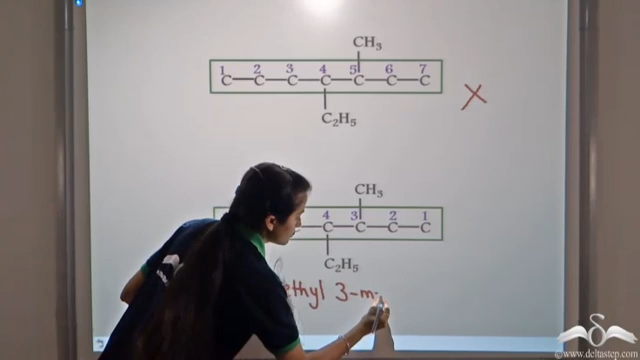 CH₃
1 2 3 4 5 6 7
C—C—C—C—C—C—C
C₂H₅
CH₃
4 3 2 1
C—C—C—C
C₂H₅
ethyl 3-m
©www.deltastep.com